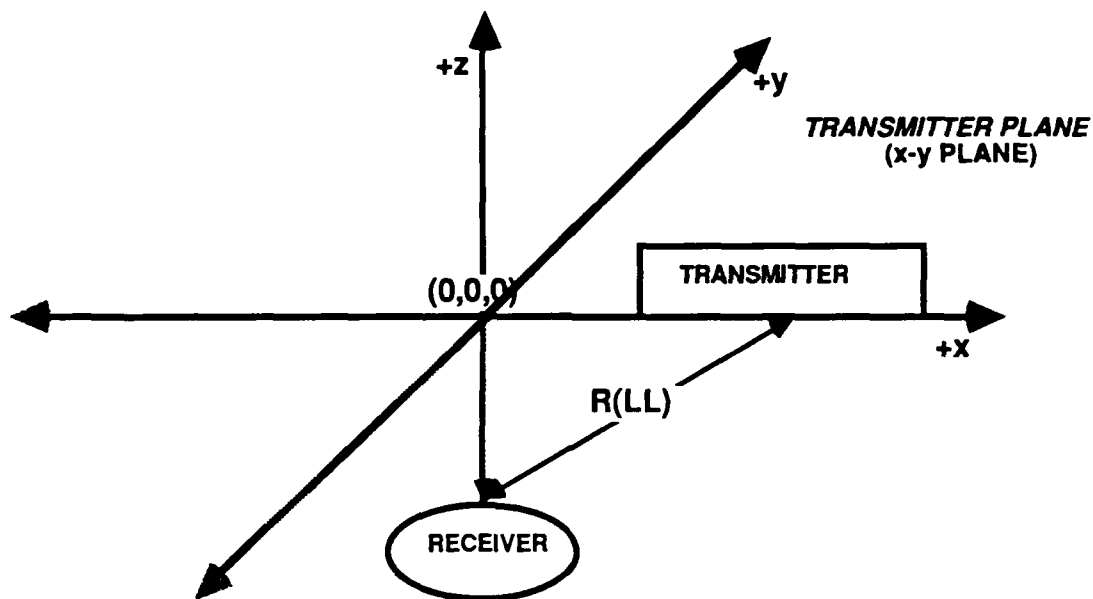 +z
+y
TRANSMITTER PLANE
(x-y PLANE)
TRANSMITTER
(0,0,0)
+x
R(LL)
RECEIVER